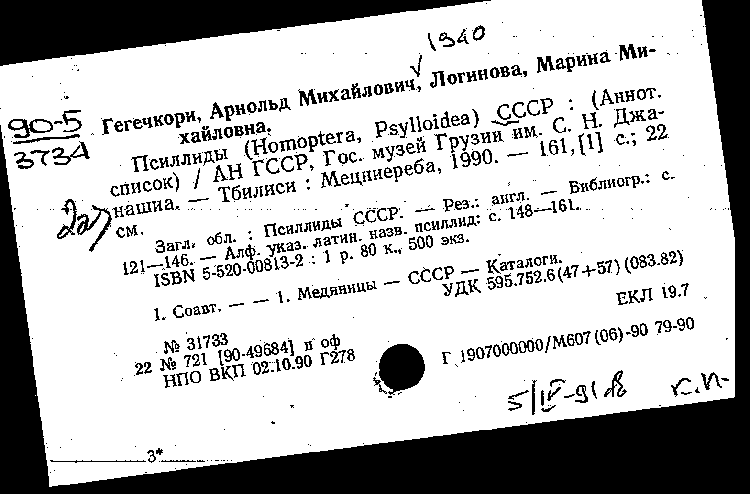 1940
90-5
3734
Гегечкори, Арнольд Михайлович, Логинова, Марина Ми-
хайловна.
Псиллиды (Homoptera, Psylloidea) СССР : (Аннот.
список) / АН ГССР, Гос. музей Грузии им. С. Н. Джа-
нашиа. — Тбилиси : Мецниереба, 1990. — 161, [1] с.; 22
см.
Загл. обл. : Псиллиды СССР. — Рез.: англ. — Библиогр.: с.
121—146. — Алф. указ. латин. назв. псиллид: с. 148—161.
ISBN 5-520-00813-2 : 1 р. 80 к., 500 экз.
1. Соавт. — — 1. Медяницы — СССР — Каталоги.
УДК 595.752.6(47+57)(083.82)
ЕКЛ 19.7
№ 31733
22 № 721 [90-49684] п оф
НПО ВКП 02.10.90 Г278
Г 1907000000/М607(06)-90 79-90
5/IV-91
к.п.
3*